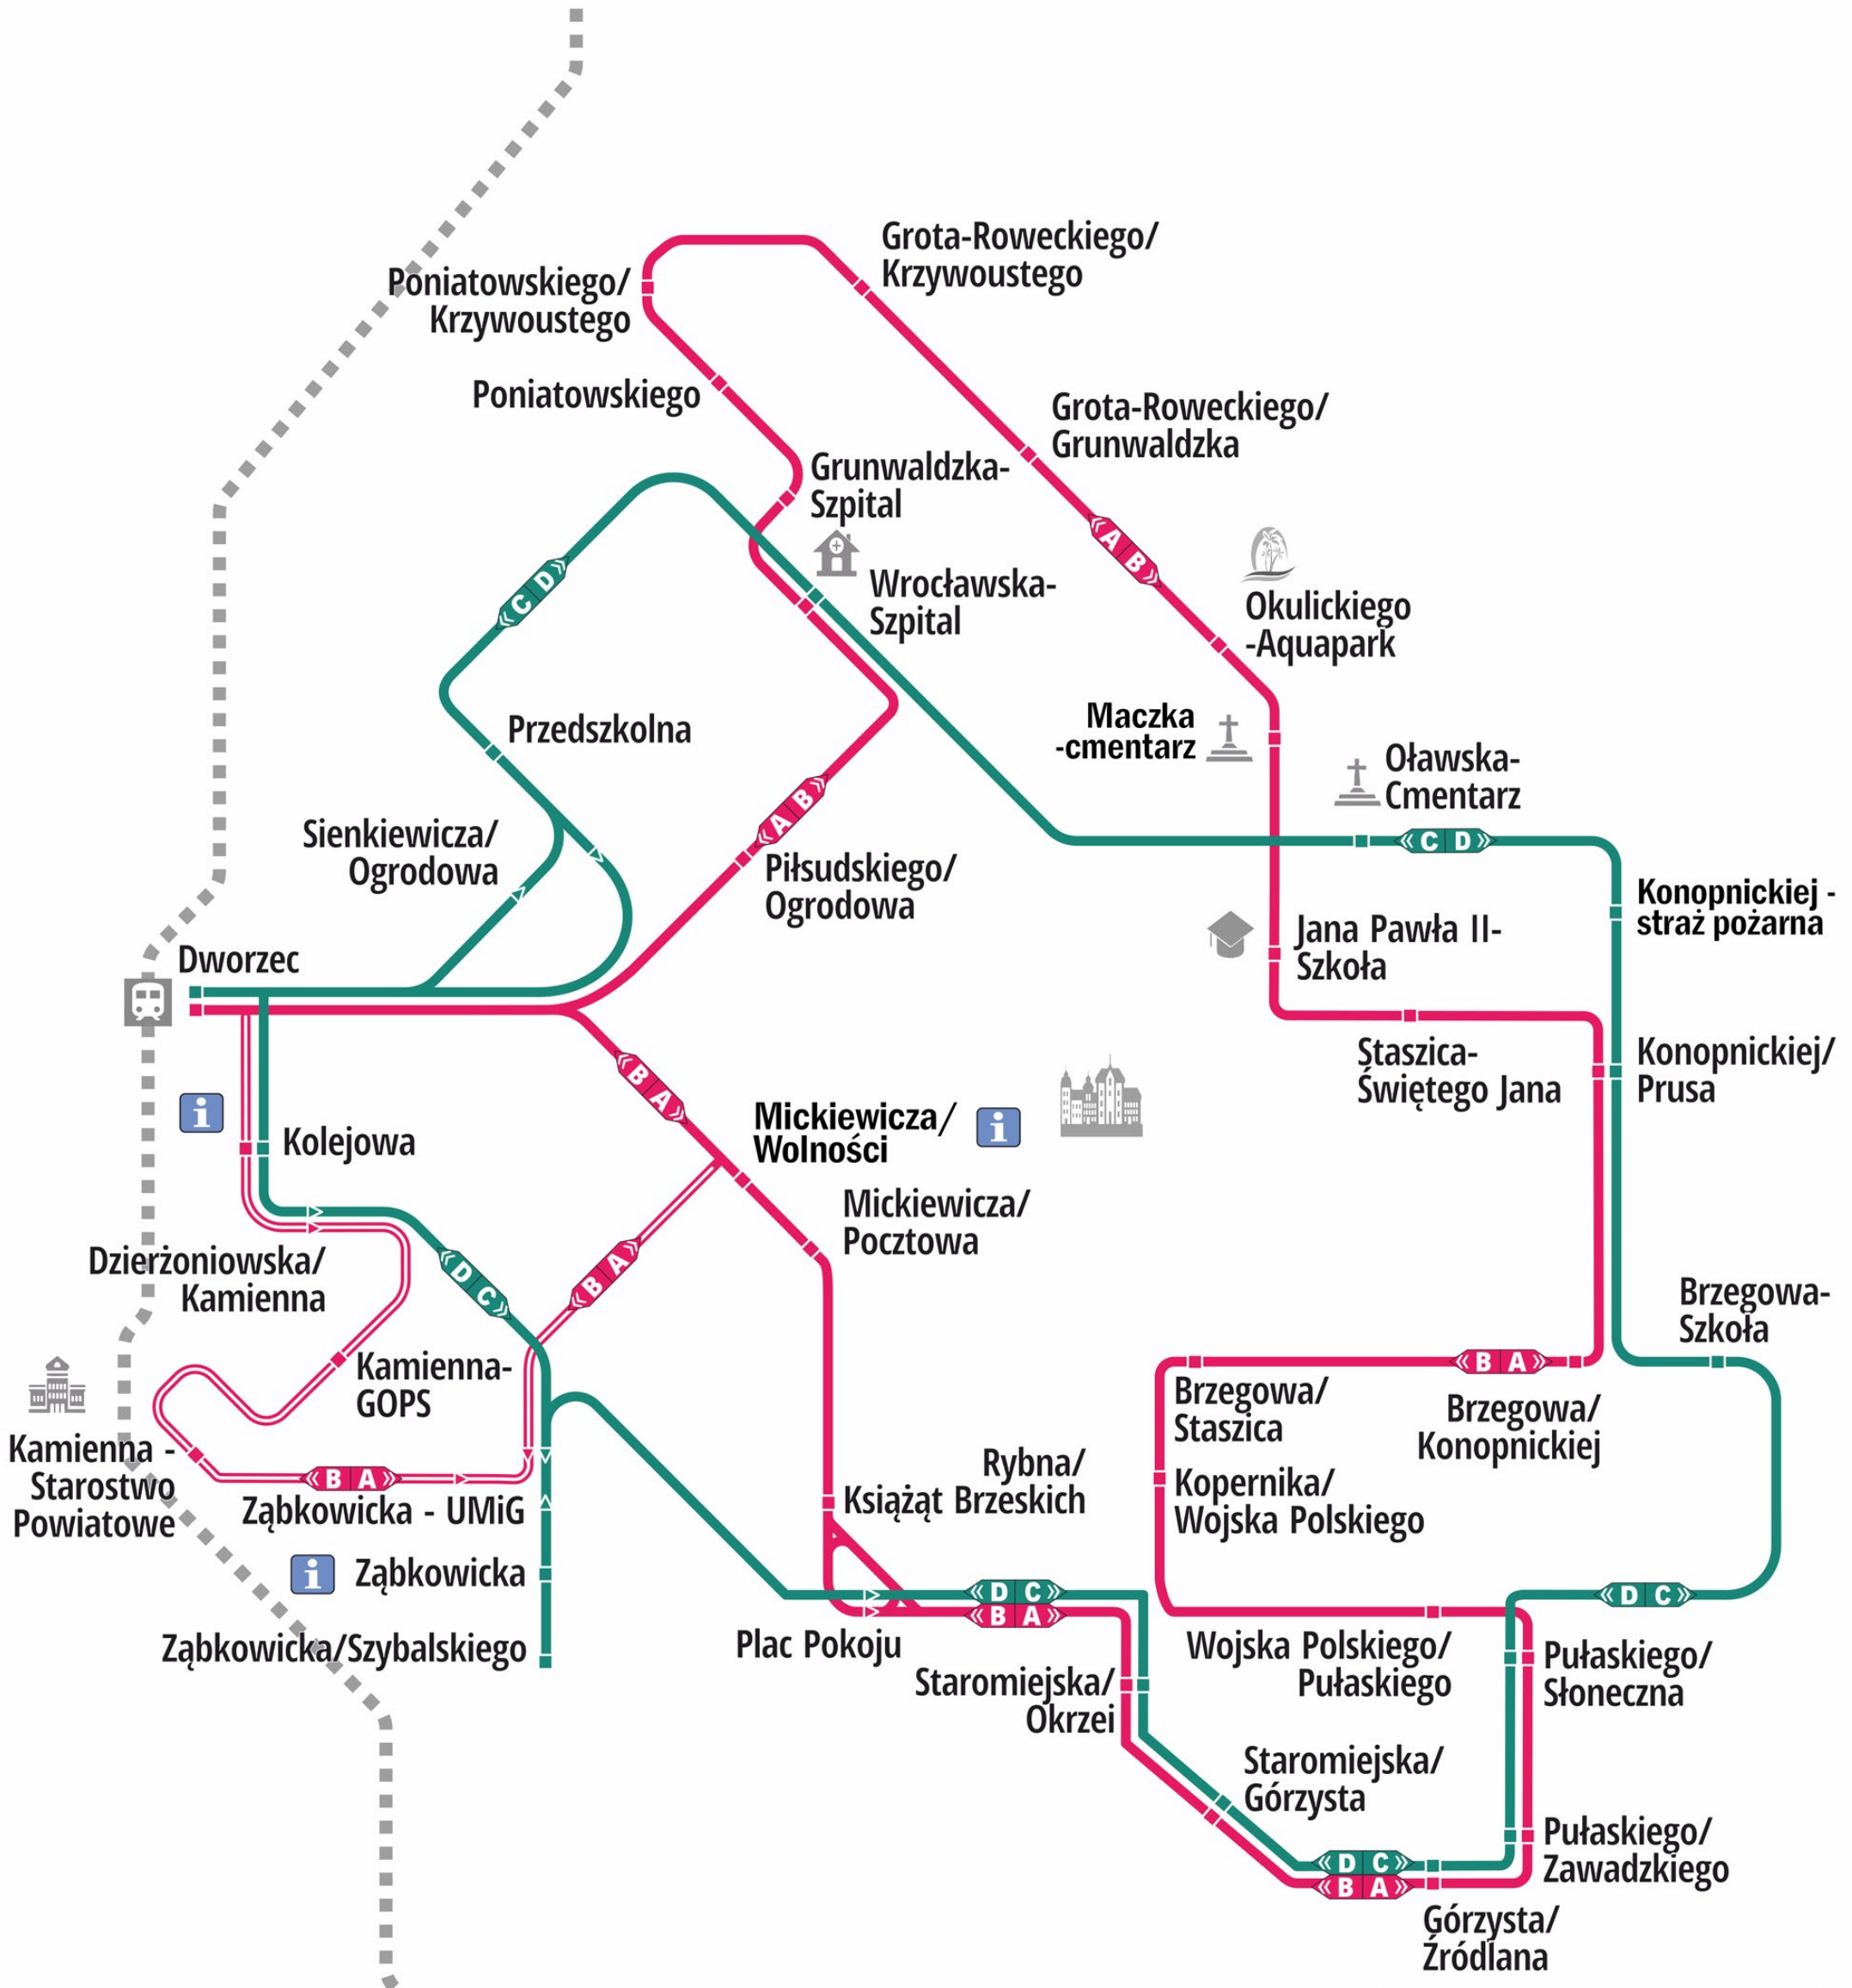 Grota-Roweckiego/
Krzywoustego
Poniatowskiego/
Krzywoustego
Poniatowskiego
Grota-Roweckiego/
Grunwaldzka
Grunwaldzka-
Szpital
« A B »
« C D »
Wrocławska-
Szpital
Okulickiego
-Aquapark
Maczka
-cmentarz
Przedszkolna
Oławska-
Cmentarz
« A B »
« C D »
Sienkiewicza/
Ogrodowa
Piłsudskiego/
Ogrodowa
Konopnickiej -
straż pożarna
Jana Pawła II-
Szkoła
Dworzec
Staszica-
Świętego Jana
Konopnickiej/
Prusa
« B A »
i
Kolejowa
Mickiewicza/
Wolności
i
Mickiewicza/
Pocztowa
Dzierżoniowska/
Kamienna
« D C »
« B A »
Brzegowa-
Szkoła
Kamienna-
GOPS
« B A »
Brzegowa/
Staszica
Brzegowa/
Konopnickiej
Kamienna -
Starostwo
Powiatowe
« B A »
Ząbkowicka - UMiG
Rybna/
Książąt Brzeskich
Kopernika/
Wojska Polskiego
i
Ząbkowicka
« D C »
« B A »
« D C »
Ząbkowicka/Szybalskiego
Plac Pokoju
Staromiejska/
Okrzei
Wojska Polskiego/
Pułaskiego
Pułaskiego/
Słoneczna
Staromiejska/
Górzysta
« D C »
« B A »
Pułaskiego/
Zawadzkiego
Górzysta/
Źródlana